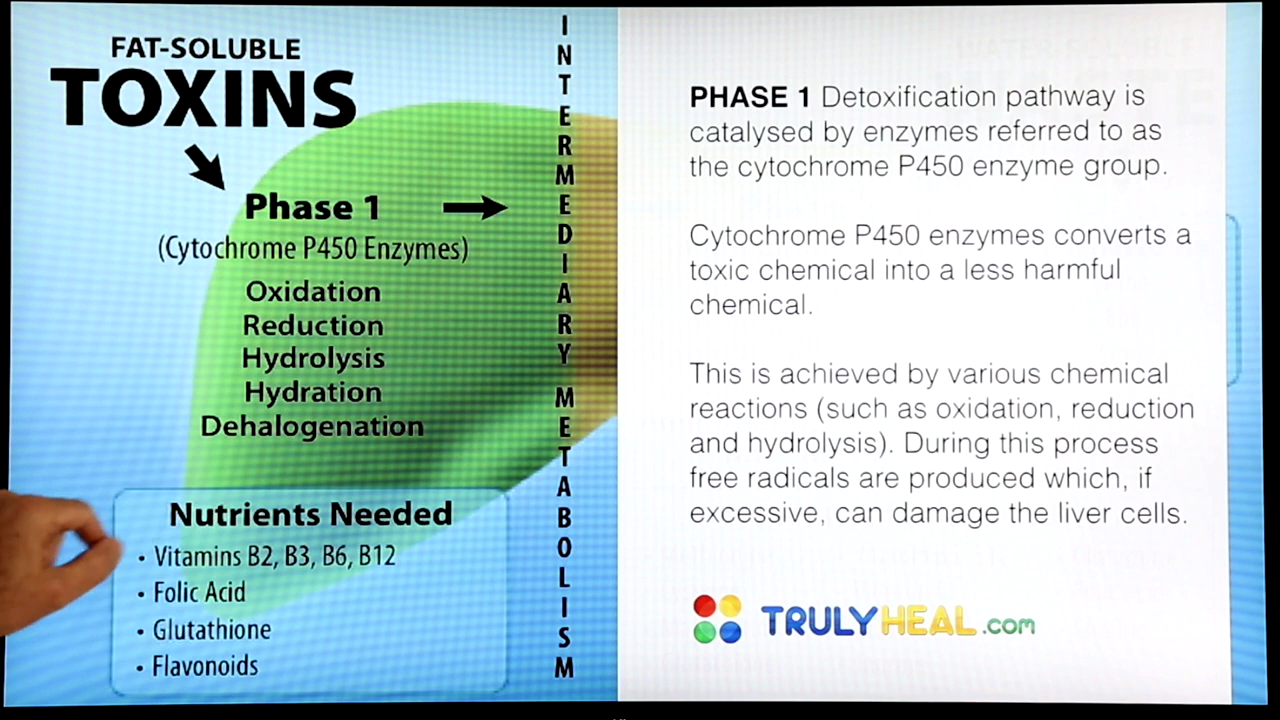 FAT-SOLUBLE
TOXINS
Phase 1
(Cytochrome P450 Enzymes)
Oxidation
Reduction
Hydrolysis
Hydration
Dehalogenation
Nutrients Needed
• Vitamins B2, B3, B6, B12
• Folic Acid
• Glutathione
• Flavonoids
INTERMEDIARY METABOLISM
PHASE 1 Detoxification pathway is
catalysed by enzymes referred to as
the cytochrome P450 enzyme group.
Cytochrome P450 enzymes converts a
toxic chemical into a less harmful
chemical.
This is achieved by various chemical
reactions (such as oxidation, reduction
and hydrolysis). During this process
free radicals are produced which, if
excessive, can damage the liver cells.
TRULYHEAL.com